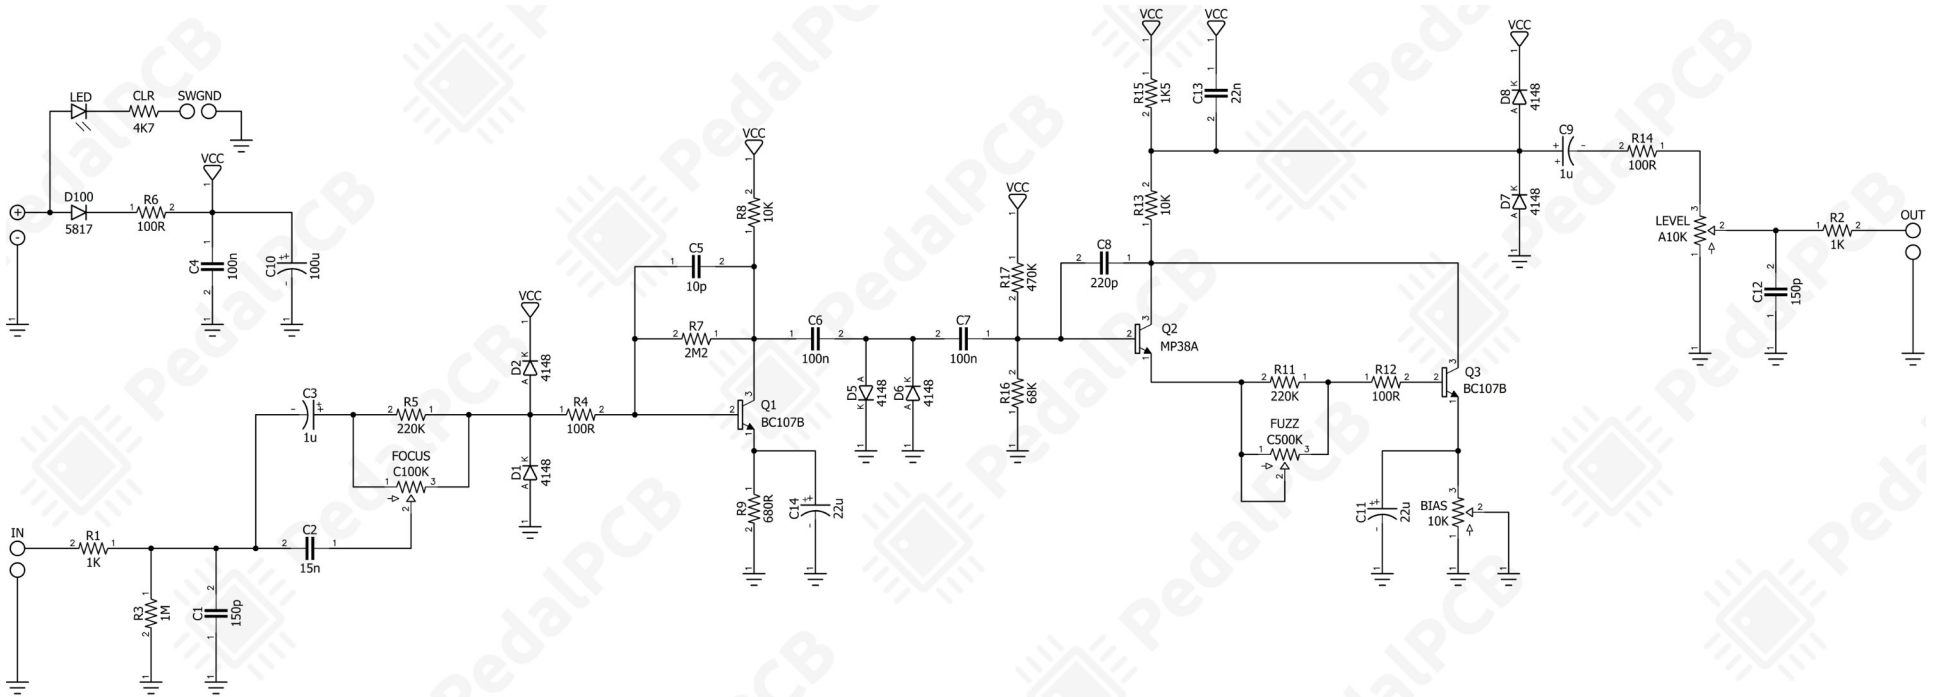 LED
CLR
4K7
SWGND
VCC
D100
5817
R6
100R
C4
100n
C10
100u
IN
R1
1K
R3
1M
C1
150p
C3
1u
C2
15n
R5
220K
FOCUS
C100K
VCC
D2
4148
D1
4148
R4
100R
C5
10p
R7
2M2
VCC
R8
10K
Q1
BC107B
R9
680R
C14
22u
C6
100n
D5
4148
D6
4148
C7
100n
VCC
R17
470K
R16
68K
C8
220p
VCC
R15
1K5
VCC
C13
22n
R13
10K
Q2
MP38A
R11
220K
FUZZ
C500K
R12
100R
Q3
BC107B
C11
22u
BIAS
10K
VCC
D8
4148
D7
4148
C9
1u
R14
100R
LEVEL
A10K
C12
150p
R2
1K
OUT
PedalPCB